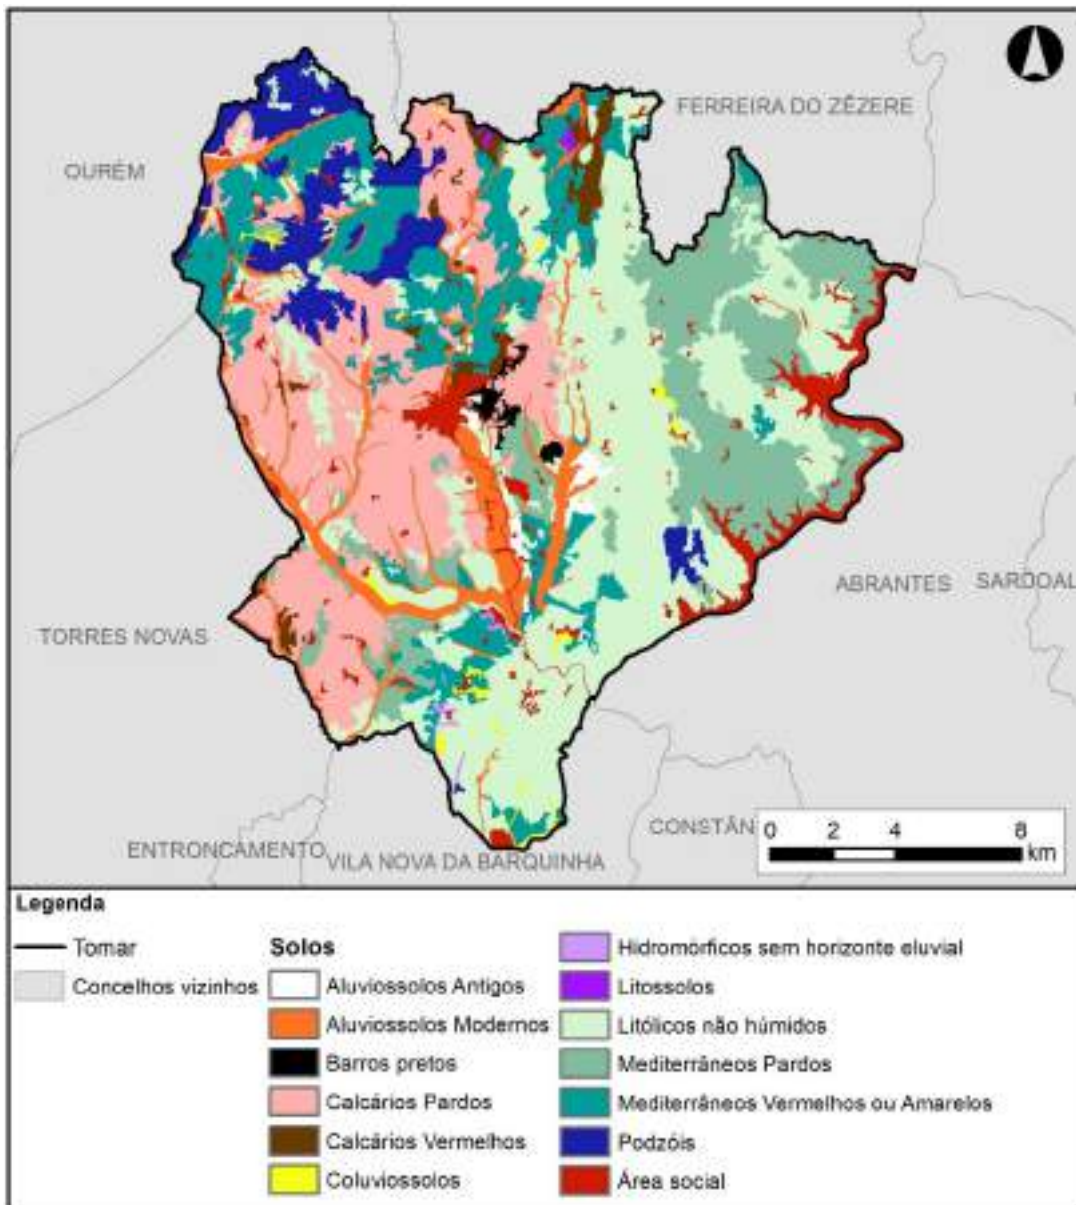 FERREIRA DO ZÊZERE
OURÉM
ABRANTES
SARDOAL
TORRES NOVAS
CONSTÂN
ENTRONCAMENTO
VILA NOVA DA BARQUINHA
0 2 4 8
km
Legenda
Tomar
Concelhos vizinhos
Solos
Aluviossolos Antigos
Aluviossolos Modernos
Barros pretos
Calcários Pardos
Calcários Vermelhos
Coluviossolos
Hidromórficos sem horizonte eluvial
Litossolos
Litólicos não húmidos
Mediterrâneos Pardos
Mediterrâneos Vermelhos ou Amarelos
Podzóis
Área social